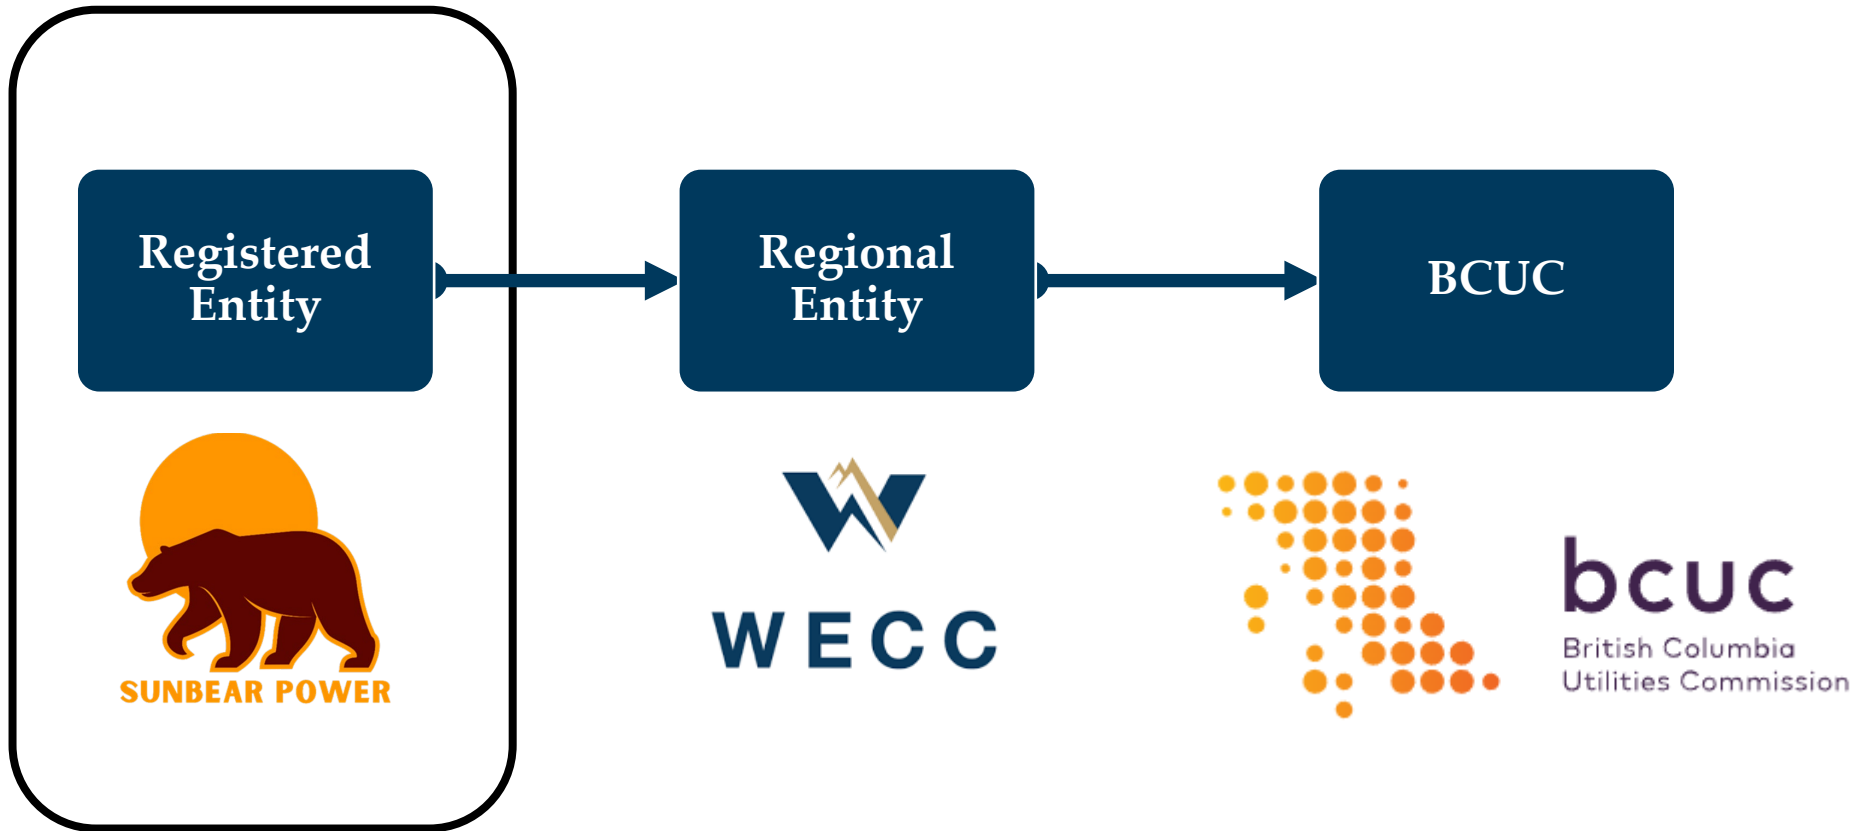 Registered
Entity
Regional
Entity
BCUC
SUNBEAR POWER
WECC
bcuc
British Columbia
Utilities Commission